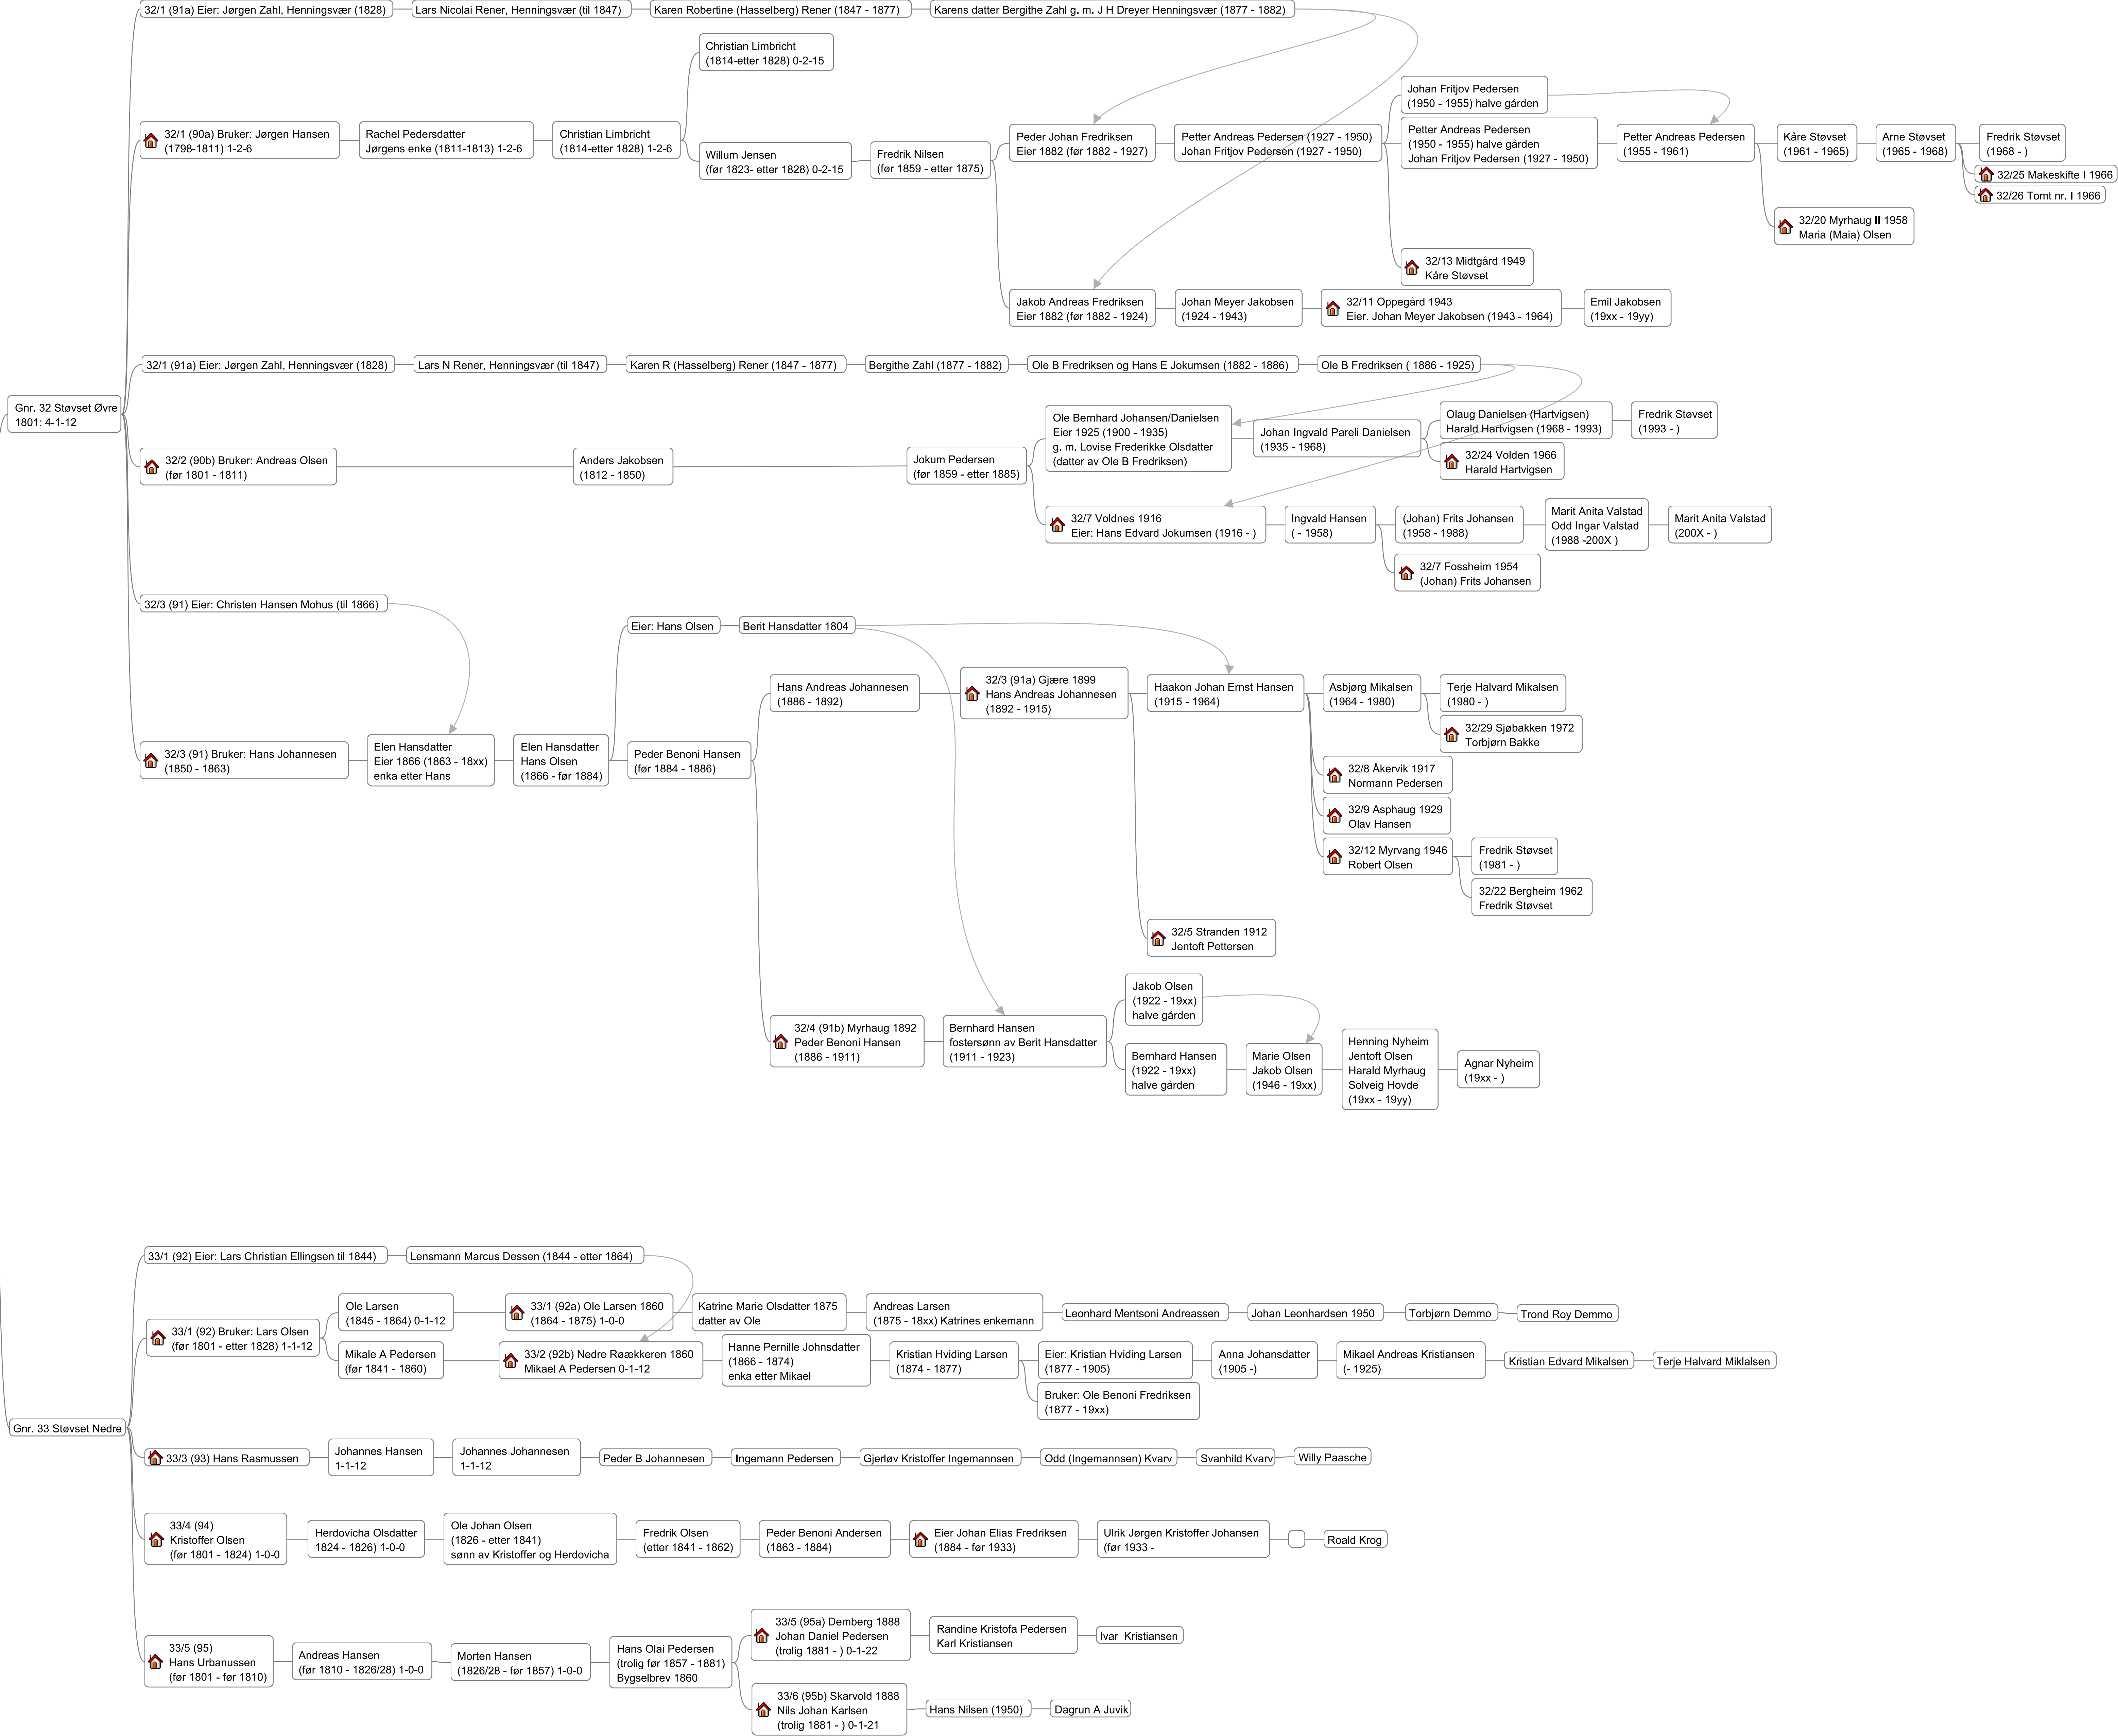 32/1 (91a) Eier: Jørgen Zahl, Henningsvær (1828)
Lars Nicolai Rener, Henningsvær (til 1847)
Karen Robertine (Hasselberg) Rener (1847 - 1877)
Karens datter Bergithe Zahl g. m. J H Dreyer Henningsvær (1877 - 1882)
Christian Limbricht
(1814-etter 1828) 0-2-15
32/1 (90a) Bruker: Jørgen Hansen
(1798-1811) 1-2-6
Rachel Pedersdatter
Jørgens enke (1811-1813) 1-2-6
Christian Limbricht
(1814-etter 1828) 1-2-6
Willum Jensen
(før 1823- etter 1828) 0-2-15
Fredrik Nilsen
(før 1859 - etter 1875)
Peder Johan Fredriksen
Eier 1882 (før 1882 - 1927)
Petter Andreas Pedersen (1927 - 1950)
Johan Fritjov Pedersen (1927 - 1950)
Johan Fritjov Pedersen
(1950 - 1955) halve gården
Petter Andreas Pedersen
(1950 - 1955) halve gården
Johan Fritjov Pedersen (1927 - 1950)
Petter Andreas Pedersen
(1955 - 1961)
Kåre Støvset
(1961 - 1965)
Arne Støvset
(1965 - 1968)
Fredrik Støvset
(1968 - )
32/25 Makeskifte I 1966
32/26 Tomt nr. I 1966
32/20 Myrhaug II 1958
Maria (Maia) Olsen
32/13 Midtgård 1949
Kåre Støvset
Jakob Andreas Fredriksen
Eier 1882 (før 1882 - 1924)
Johan Meyer Jakobsen
(1924 - 1943)
32/11 Oppegård 1943
Eier. Johan Meyer Jakobsen (1943 - 1964)
Emil Jakobsen
(19xx - 19yy)
32/1 (91a) Eier: Jørgen Zahl, Henningsvær (1828)
Lars N Rener, Henningsvær (til 1847)
Karen R (Hasselberg) Rener (1847 - 1877)
Bergithe Zahl (1877 - 1882)
Ole B Fredriksen og Hans E Jokumsen (1882 - 1886)
Ole B Fredriksen ( 1886 - 1925)
Gnr. 32 Støvset Øvre
1801: 4-1-12
32/2 (90b) Bruker: Andreas Olsen
(før 1801 - 1811)
Anders Jakobsen
(1812 - 1850)
Jokum Pedersen
(før 1859 - etter 1885)
Ole Bernhard Johansen/Danielsen
Eier 1925 (1900 - 1935)
g. m. Lovise Frederikke Olsdatter
(datter av Ole B Fredriksen)
Johan Ingvald Pareli Danielsen
(1935 - 1968)
Olaug Danielsen (Hartvigsen)
Harald Hartvigsen (1968 - 1993)
Fredrik Støvset
(1993 - )
32/24 Volden 1966
Harald Hartvigsen
32/7 Voldnes 1916
Eier: Hans Edvard Jokumsen (1916 - )
Ingvald Hansen
( - 1958)
(Johan) Frits Johansen
(1958 - 1988)
Marit Anita Valstad
Odd Ingar Valstad
(1988 -200X )
Marit Anita Valstad
(200X - )
32/7 Fossheim 1954
(Johan) Frits Johansen
32/3 (91) Eier: Christen Hansen Mohus (til 1866)
Eier: Hans Olsen
Berit Hansdatter 1804
32/3 (91) Bruker: Hans Johannesen
(1850 - 1863)
Elen Hansdatter
Eier 1866 (1863 - 18xx)
enka etter Hans
Elen Hansdatter
Hans Olsen
(1866 - før 1884)
Peder Benoni Hansen
(før 1884 - 1886)
Hans Andreas Johannesen
(1886 - 1892)
32/3 (91a) Gjære 1899
Hans Andreas Johannesen
(1892 - 1915)
Haakon Johan Ernst Hansen
(1915 - 1964)
Asbjørg Mikalsen
(1964 - 1980)
Terje Halvard Mikalsen
(1980 - )
32/29 Sjøbakken 1972
Torbjørn Bakke
32/8 Åkervik 1917
Normann Pedersen
32/9 Asphaug 1929
Olav Hansen
32/12 Myrvang 1946
Robert Olsen
Fredrik Støvset
(1981 - )
32/22 Bergheim 1962
Fredrik Støvset
32/5 Stranden 1912
Jentoft Pettersen
32/4 (91b) Myrhaug 1892
Peder Benoni Hansen
(1886 - 1911)
Bernhard Hansen
fostersønn av Berit Hansdatter
(1911 - 1923)
Jakob Olsen
(1922 - 19xx)
halve gården
Bernhard Hansen
(1922 - 19xx)
halve gården
Marie Olsen
Jakob Olsen
(1946 - 19xx)
Henning Nyheim
Jentoft Olsen
Harald Myrhaug
Solveig Hovde
(19xx - 19yy)
Agnar Nyheim
(19xx - )
33/1 (92) Eier: Lars Christian Ellingsen til 1844)
Lensmann Marcus Dessen (1844 - etter 1864)
33/1 (92) Bruker: Lars Olsen
(før 1801 - etter 1828) 1-1-12
Ole Larsen
(1845 - 1864) 0-1-12
33/1 (92a) Ole Larsen 1860
(1864 - 1875) 1-0-0
Katrine Marie Olsdatter 1875
datter av Ole
Andreas Larsen
(1875 - 18xx) Katrines enkemann
Leonhard Mentsoni Andreassen
Johan Leonhardsen 1950
Torbjørn Demmo
Trond Roy Demmo
Mikale A Pedersen
(før 1841 - 1860)
33/2 (92b) Nedre Røækkeren 1860
Mikael A Pedersen 0-1-12
Hanne Pernille Johnsdatter
(1866 - 1874)
enka etter Mikael
Kristian Hviding Larsen
(1874 - 1877)
Eier: Kristian Hviding Larsen
(1877 - 1905)
Anna Johansdatter
(1905 -)
Mikael Andreas Kristiansen
(- 1925)
Kristian Edvard Mikalsen
Terje Halvard Miklalsen
Bruker: Ole Benoni Fredriksen
(1877 - 19xx)
Gnr. 33 Støvset Nedre
33/3 (93) Hans Rasmussen
Johannes Hansen
1-1-12
Johannes Johannesen
1-1-12
Peder B Johannesen
Ingemann Pedersen
Gjerløv Kristoffer Ingemannsen
Odd (Ingemannsen) Kvarv
Svanhild Kvarv
Willy Paasche
33/4 (94)
Kristoffer Olsen
(før 1801 - 1824) 1-0-0
Herdovicha Olsdatter
1824 - 1826) 1-0-0
Ole Johan Olsen
(1826 - etter 1841)
sønn av Kristoffer og Herdovicha
Fredrik Olsen
(etter 1841 - 1862)
Peder Benoni Andersen
(1863 - 1884)
Eier Johan Elias Fredriksen
(1884 - før 1933)
Ulrik Jørgen Kristoffer Johansen
(før 1933 -
Roald Krog
33/5 (95)
Hans Urbanussen
(før 1801 - før 1810)
Andreas Hansen
(før 1810 - 1826/28) 1-0-0
Morten Hansen
(1826/28 - før 1857) 1-0-0
Hans Olai Pedersen
(trolig før 1857 - 1881)
Bygselbrev 1860
33/5 (95a) Demberg 1888
Johan Daniel Pedersen
(trolig 1881 - ) 0-1-22
Randine Kristofa Pedersen
Karl Kristiansen
Ivar Kristiansen
33/6 (95b) Skarvold 1888
Nils Johan Karlsen
(trolig 1881 - ) 0-1-21
Hans Nilsen (1950)
Dagrun A Juvik